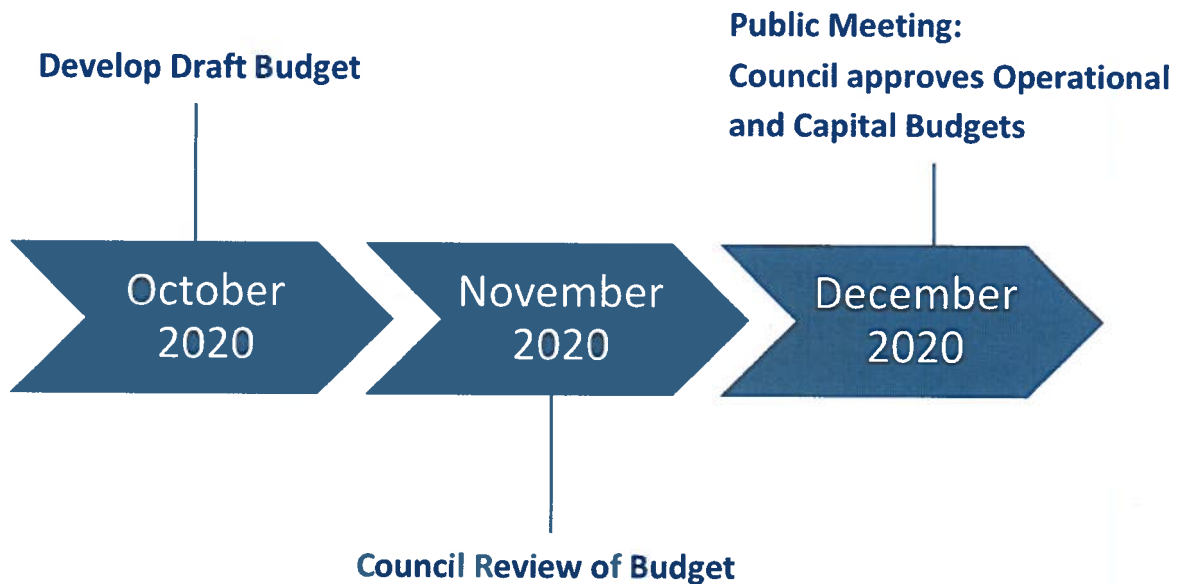 Public Meeting:
Council approves Operational
and Capital Budgets
Develop Draft Budget
October
2020
November
2020
December
2020
Council Review of Budget